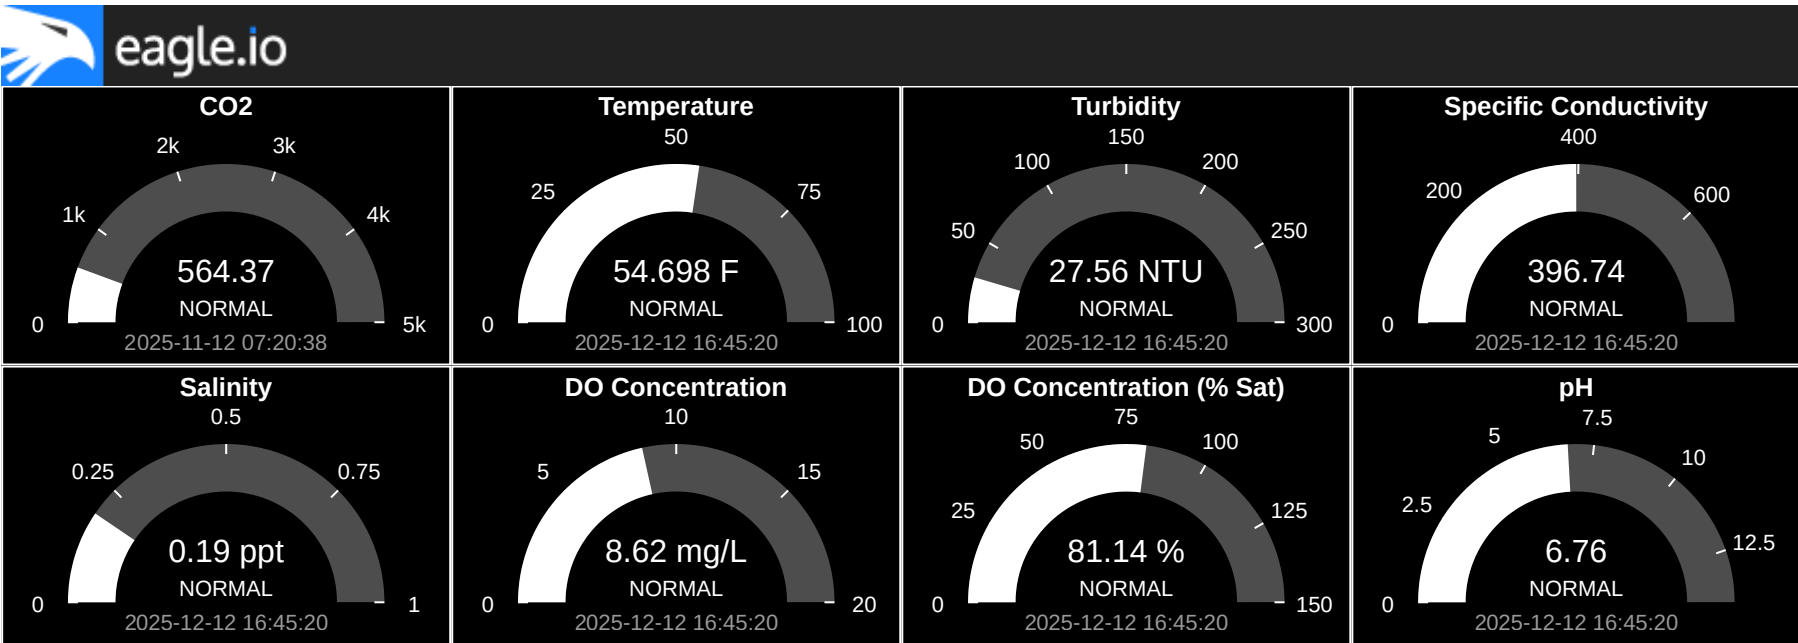 eagle.io
CO2
2k 3k
1k 4k
564.37
NORMAL
0 5k
2025-11-12 07:20:38
Temperature
50
25 75
54.698 F
NORMAL
0 100
2025-12-12 16:45:20
Turbidity
150
100 200
50 250
27.56 NTU
NORMAL
0 300
2025-12-12 16:45:20
Specific Conductivity
400
200 600
396.74
NORMAL
0
2025-12-12 16:45:20
Salinity
0.5
0.25 0.75
0.19 ppt
NORMAL
0 1
2025-12-12 16:45:20
DO Concentration
10
5 15
8.62 mg/L
NORMAL
0 20
2025-12-12 16:45:20
DO Concentration (% Sat)
75
50 100
25 125
81.14 %
NORMAL
0 150
2025-12-12 16:45:20
pH
7.5
5 10
2.5 12.5
6.76
NORMAL
0
2025-12-12 16:45:20